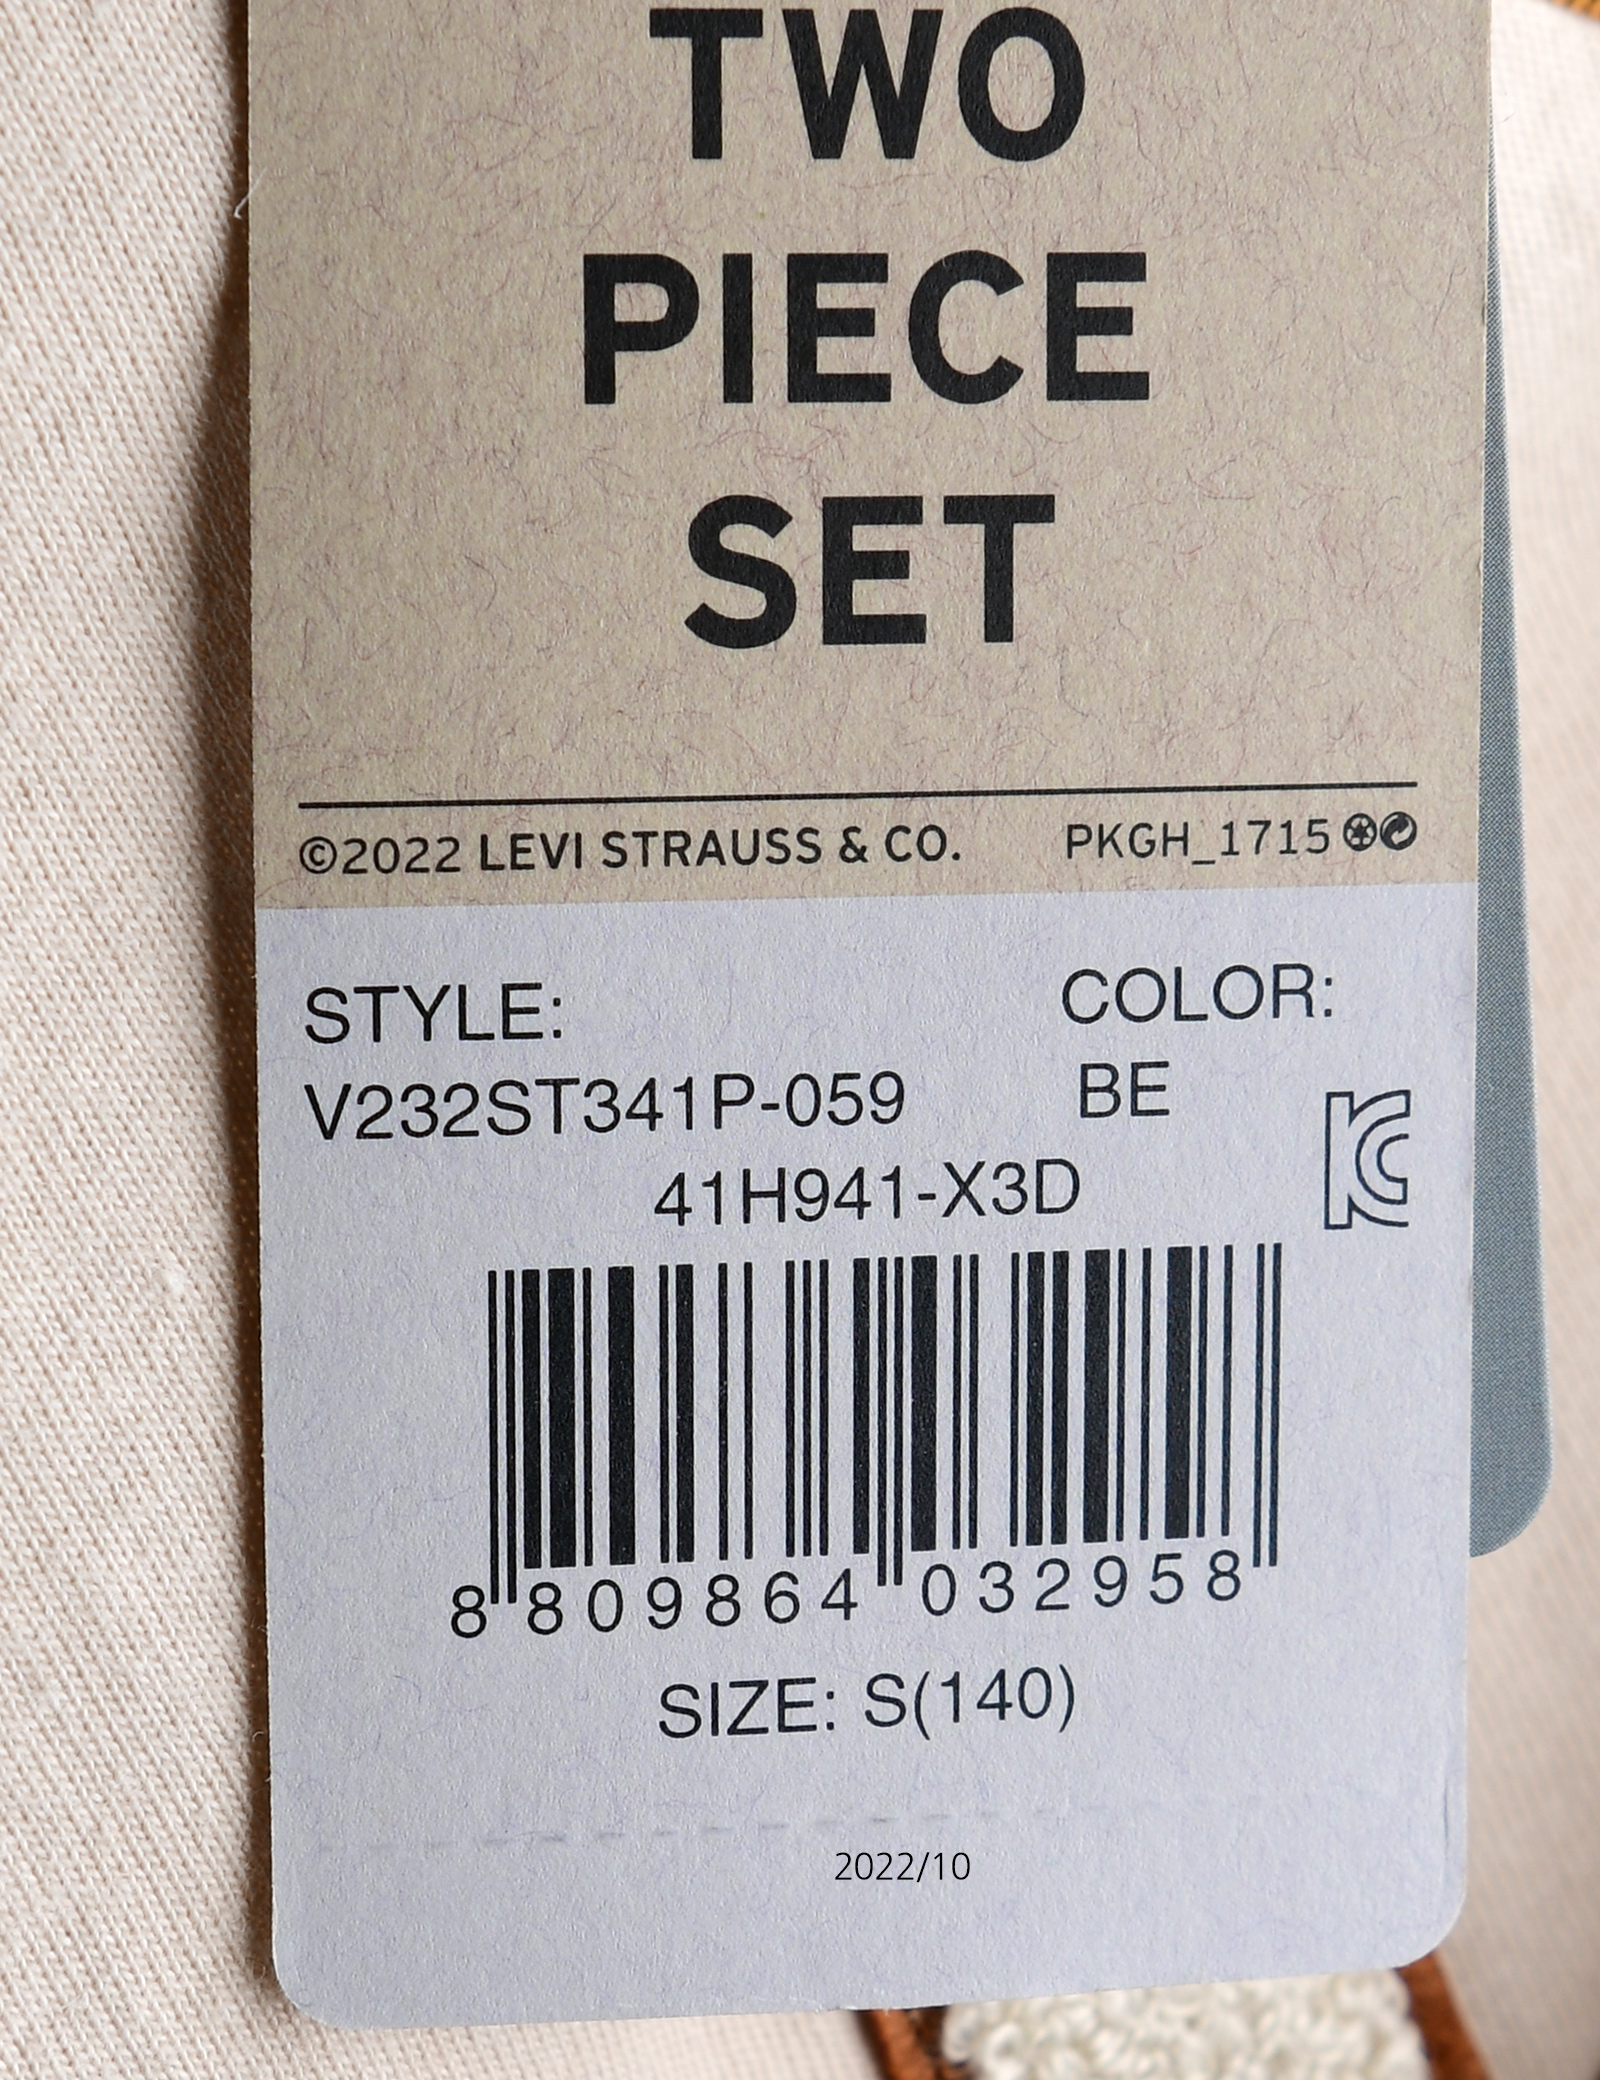 TWO
PIECE
SET
©2022 LEVI STRAUSS & CO. PKGH_1715
STYLE: COLOR:
V232ST341P-059 BE
41H941-X3D
8 809864 032958
SIZE: S(140)
2022/10